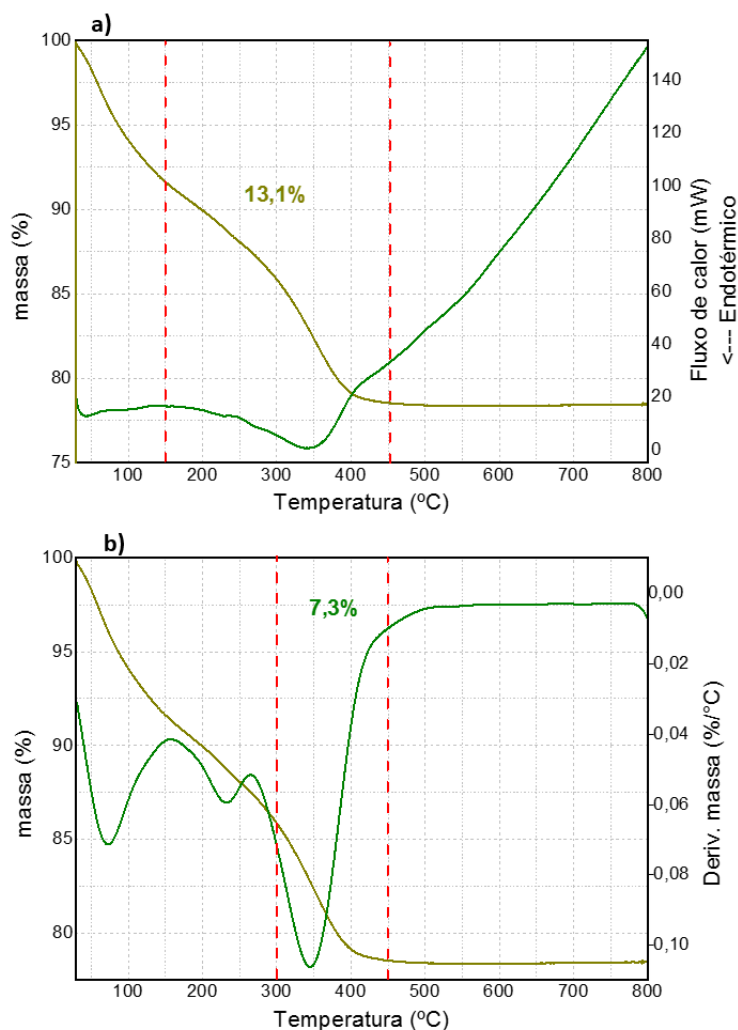 a)
100
95
90
85
80
75
massa (%)
13,1%
140
120
100
80
60
40
20
0
Fluxo de calor (mW)
<--- Endotérmico
100 200 300 400 500 600 700 800
Temperatura (ºC)
b)
100
95
90
85
80
massa (%)
7,3%
0,00
-0,02
-0,04
-0,06
-0,08
-0,10
Deriv. massa (%/°C)
100 200 300 400 500 600 700 800
Temperatura (ºC)